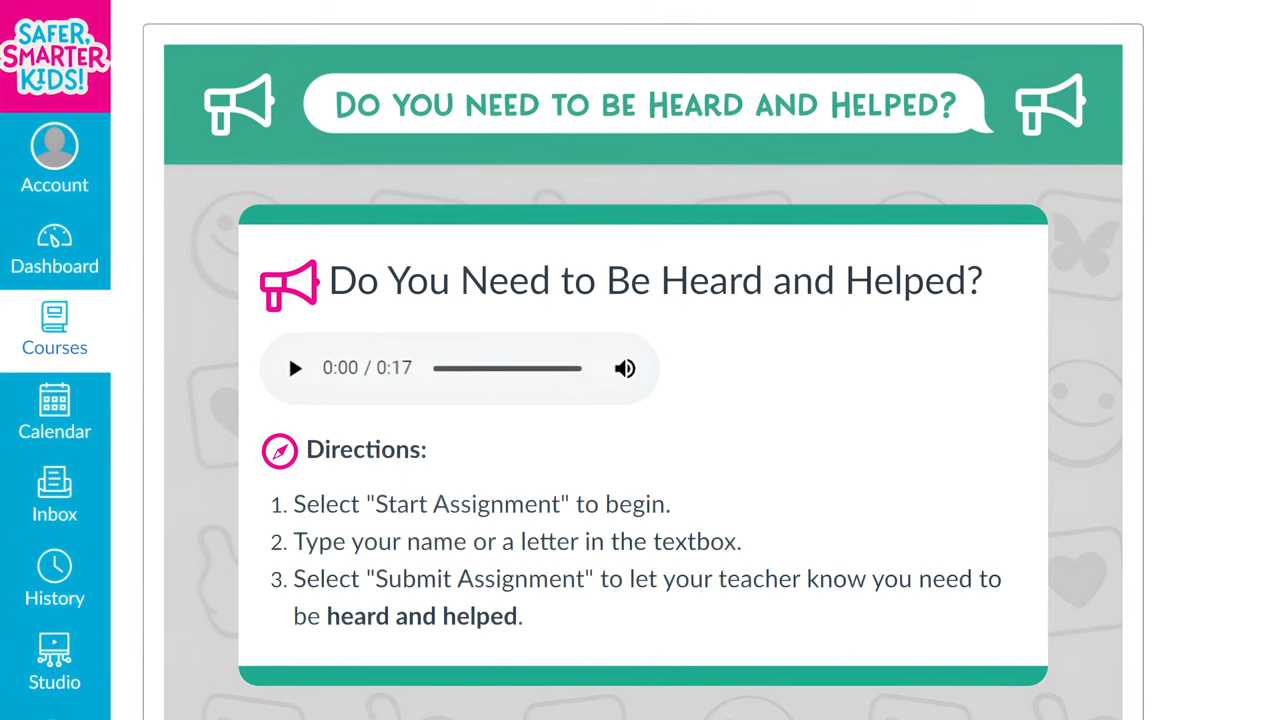 SAFER,
SMARTER
KIDS!
Account
Dashboard
Courses
Calendar
Inbox
History
Studio
DO YOU NEED TO BE HEARD AND HELPED?
Do You Need to Be Heard and Helped?
0:00 / 0:17
Directions:
1. Select "Start Assignment" to begin.
2. Type your name or a letter in the textbox.
3. Select "Submit Assignment" to let your teacher know you need to
be heard and helped.